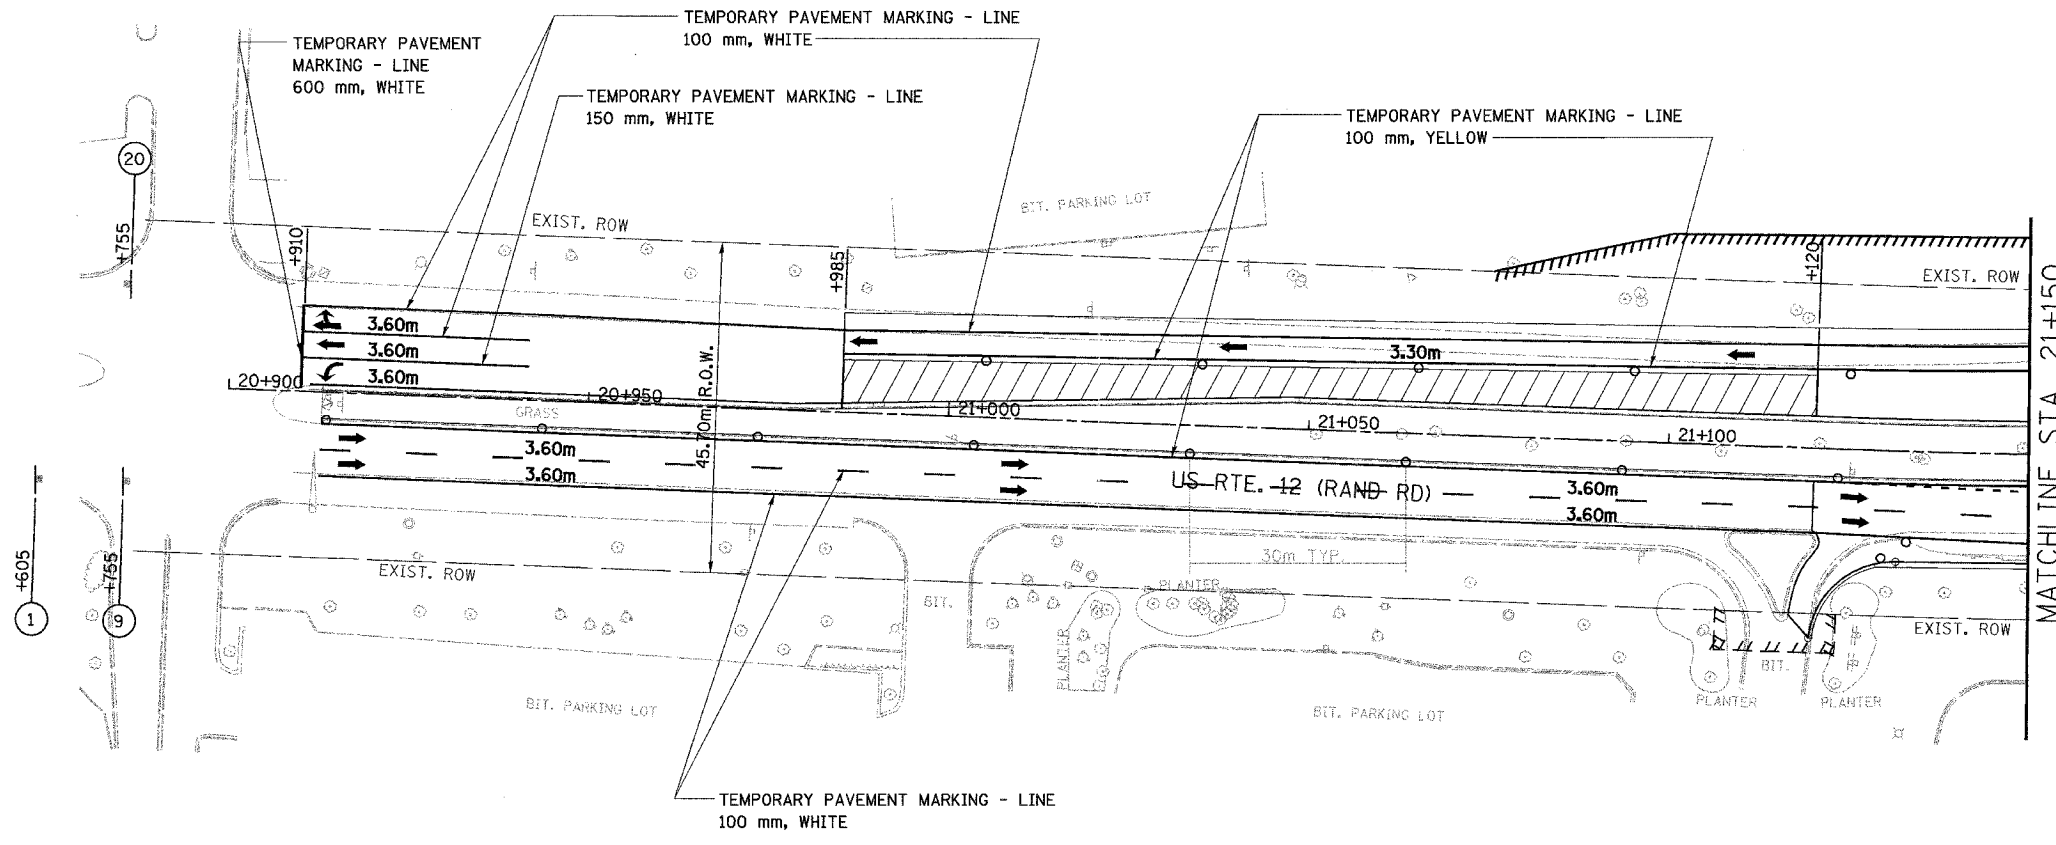 TEMPORARY PAVEMENT MARKING - LINE
100 mm, WHITE
TEMPORARY PAVEMENT
MARKING - LINE
600 mm, WHITE
TEMPORARY PAVEMENT MARKING - LINE
150 mm, WHITE
TEMPORARY PAVEMENT MARKING - LINE
100 mm, YELLOW
20
+755
+910
EXIST. ROW
+985
BIT. PARKING LOT
+120
EXIST. ROW
MATCHLINE STA. 21+150
3.60m
3.60m
3.60m
3.30m
20+900
20+950
21+000
21+050
21+100
GRASS
45.70m R.O.W.
3.60m
3.60m
US RTE. 12 (RAND RD)
3.60m
3.60m
+605
1
+755
9
EXIST. ROW
30m TYP.
PLANTER
BIT.
PLANTER
EXIST. ROW
BIT.
PLANTER
PLANTER
BIT. PARKING LOT
BIT. PARKING LOT
TEMPORARY PAVEMENT MARKING - LINE
100 mm, WHITE